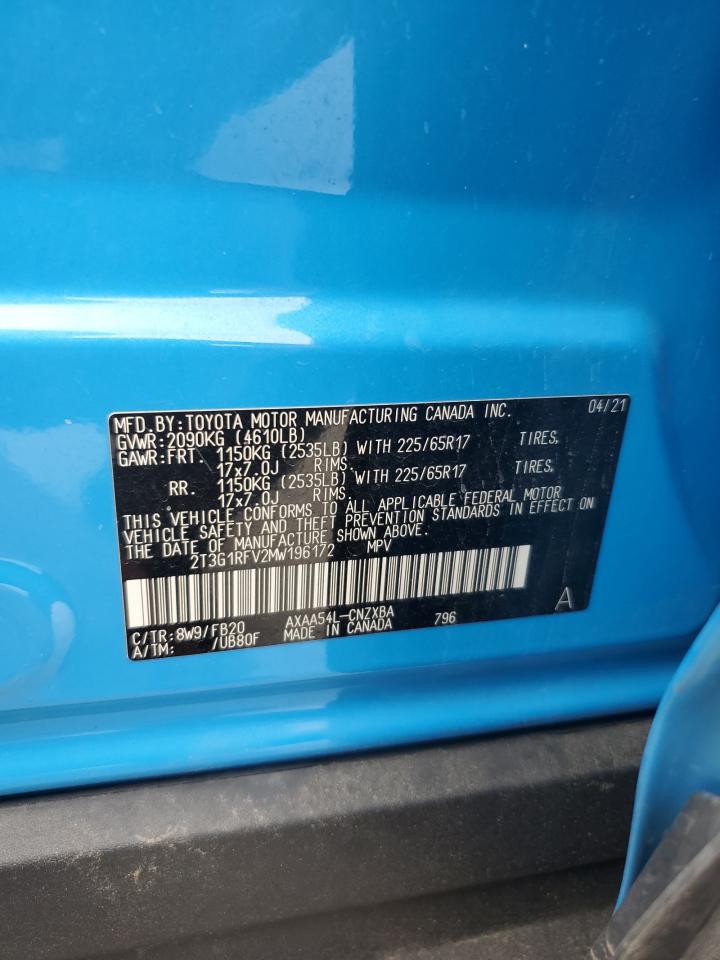 MFD.BY:TOYOTA MOTOR MANUFACTURING CANADA INC. 04/21
GVWR:2090KG (4610LB)
GAWR:FRT. 1150KG (2535LB) WITH 225/65R17 TIRES,
17x7.0J RIMS.
RR. 1150KG (2535LB) WITH 225/65R17 TIRES,
17x7.0J RIMS.
THIS VEHICLE CONFORMS TO ALL APPLICABLE FEDERAL MOTOR
VEHICLE SAFETY AND THEFT PREVENTION STANDARDS IN EFFECT ON
THE DATE OF MANUFACTURE SHOWN ABOVE.
2T3G1RFV2MW196172 MPV
C/TR:8W9/FB20 AXAA54L-CNZXBA 796 A
A/TM: /UB80F MADE IN CANADA